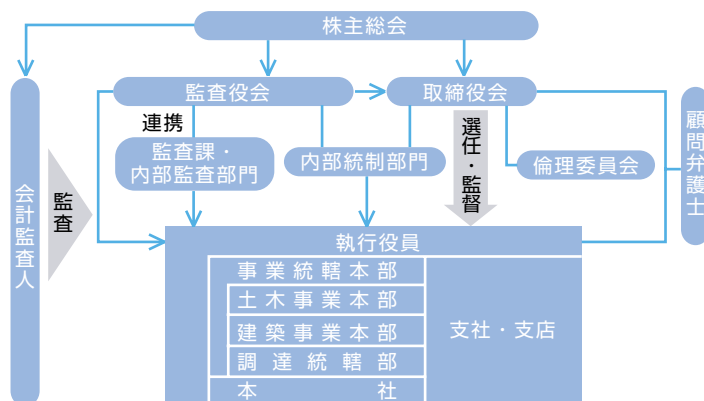 株主総会
監査役会
取締役会
連携
監査課・
内部監査部門
内部統制部門
選任・監督
倫理委員会
顧問弁護士
会計監査人
監査
執行役員
事業統轄本部
土木事業本部
建築事業本部
調達統轄部
本社
支社・支店